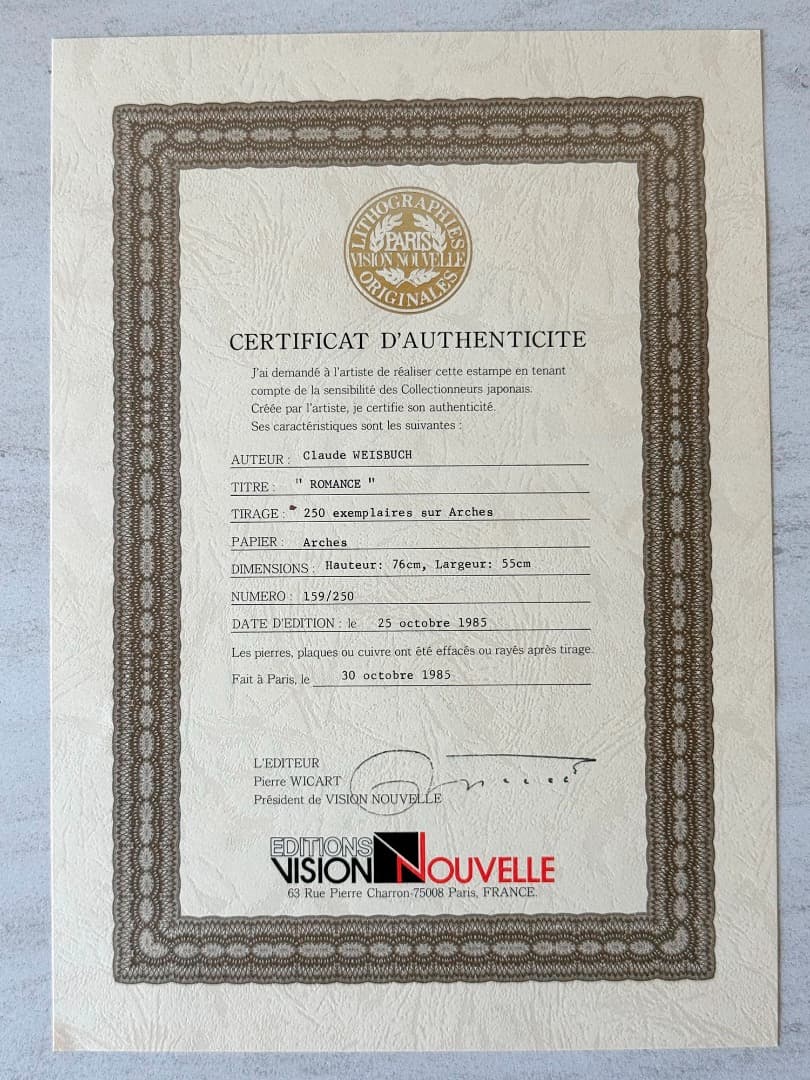 LITHOGRAPHIES
PARIS
VISION NOUVELLE
ORIGINALES
CERTIFICAT D'AUTHENTICITE
J'ai demandé à l'artiste de réaliser cette estampe en tenant
compte de la sensibilité des Collectionneurs japonais.
Créée par l'artiste, je certifie son authenticité.
Ses caractéristiques sont les suivantes :
AUTEUR : Claude WEISBUCH
TITRE : " ROMANCE "
TIRAGE : 250 exemplaires sur Arches
PAPIER : Arches
DIMENSIONS : Hauteur: 76cm, Largeur: 55cm
NUMERO : 159/250
DATE D'EDITION : le 25 octobre 1985
Les pierres, plaques ou cuivre ont été effacés ou rayés après tirage.
Fait à Paris, le 30 octobre 1985
L'EDITEUR
Pierre WICART
Président de VISION NOUVELLE
EDITIONS
VISION NOUVELLE
63 Rue Pierre Charron-75008 Paris, FRANCE.